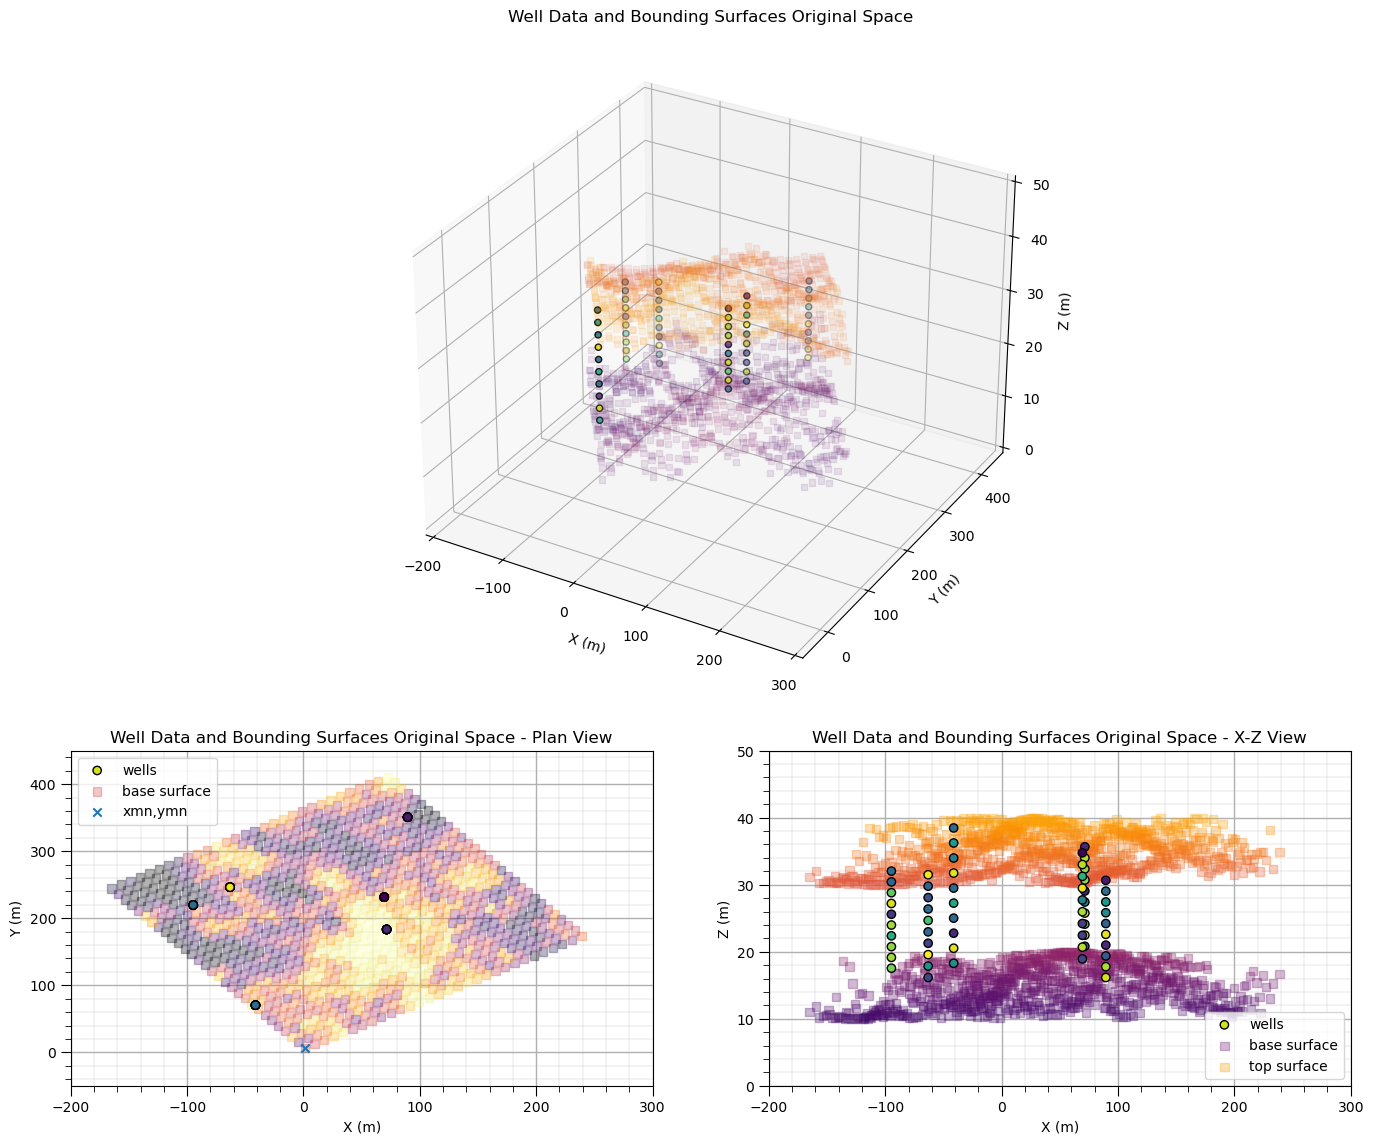 Well Data and Bounding Surfaces Original Space
50
40
30
20
10
0
Z (m)
400
300
200
100
0
Y (m)
−200
−100
0
100
200
300
X (m)
Well Data and Bounding Surfaces Original Space - Plan View
wells
base surface
xmn,ymn
400
300
200
100
0
Y (m)
−200
−100
0
100
200
300
X (m)
Well Data and Bounding Surfaces Original Space - X-Z View
50
40
30
20
10
0
Z (m)
wells
base surface
top surface
−200
−100
0
100
200
300
X (m)